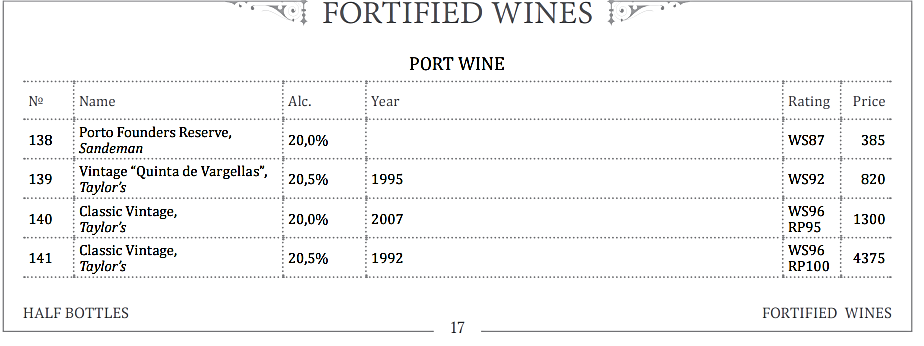 FORTIFIED WINES
PORT WINE
№ Name Alc. Year Rating Price
138 Porto Founders Reserve, Sandeman 20,0% WS87 385
139 Vintage “Quinta de Vargellas”, Taylor’s 20,5% 1995 WS92 820
140 Classic Vintage, Taylor’s 20,0% 2007 WS96 RP95 1300
141 Classic Vintage, Taylor’s 20,5% 1992 WS96 RP100 4375
HALF BOTTLES 17 FORTIFIED WINES